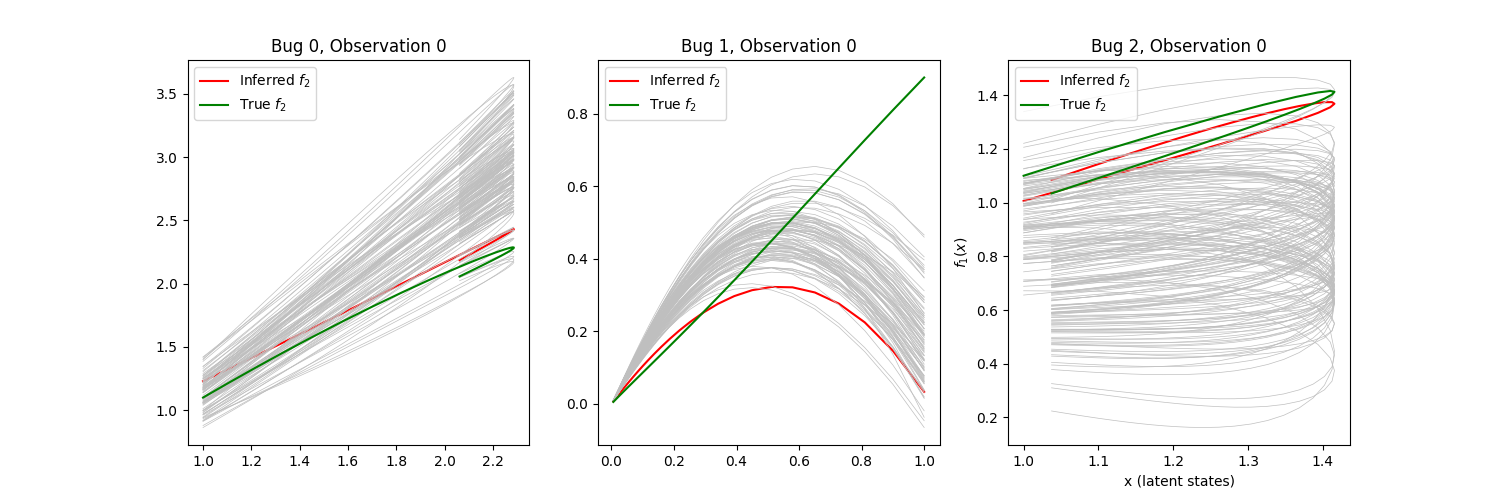 Bug 0, Observation 0
Inferred f₂
True f₂
3.5
3.0
2.5
2.0
1.5
1.0
1.0 1.2 1.4 1.6 1.8 2.0 2.2
Bug 1, Observation 0
Inferred f₂
True f₂
0.8
0.6
0.4
0.2
0.0
0.0 0.2 0.4 0.6 0.8 1.0
Bug 2, Observation 0
Inferred f₂
True f₂
f₁(x)
1.4
1.2
1.0
0.8
0.6
0.4
0.2
1.0 1.1 1.2 1.3 1.4
x (latent states)